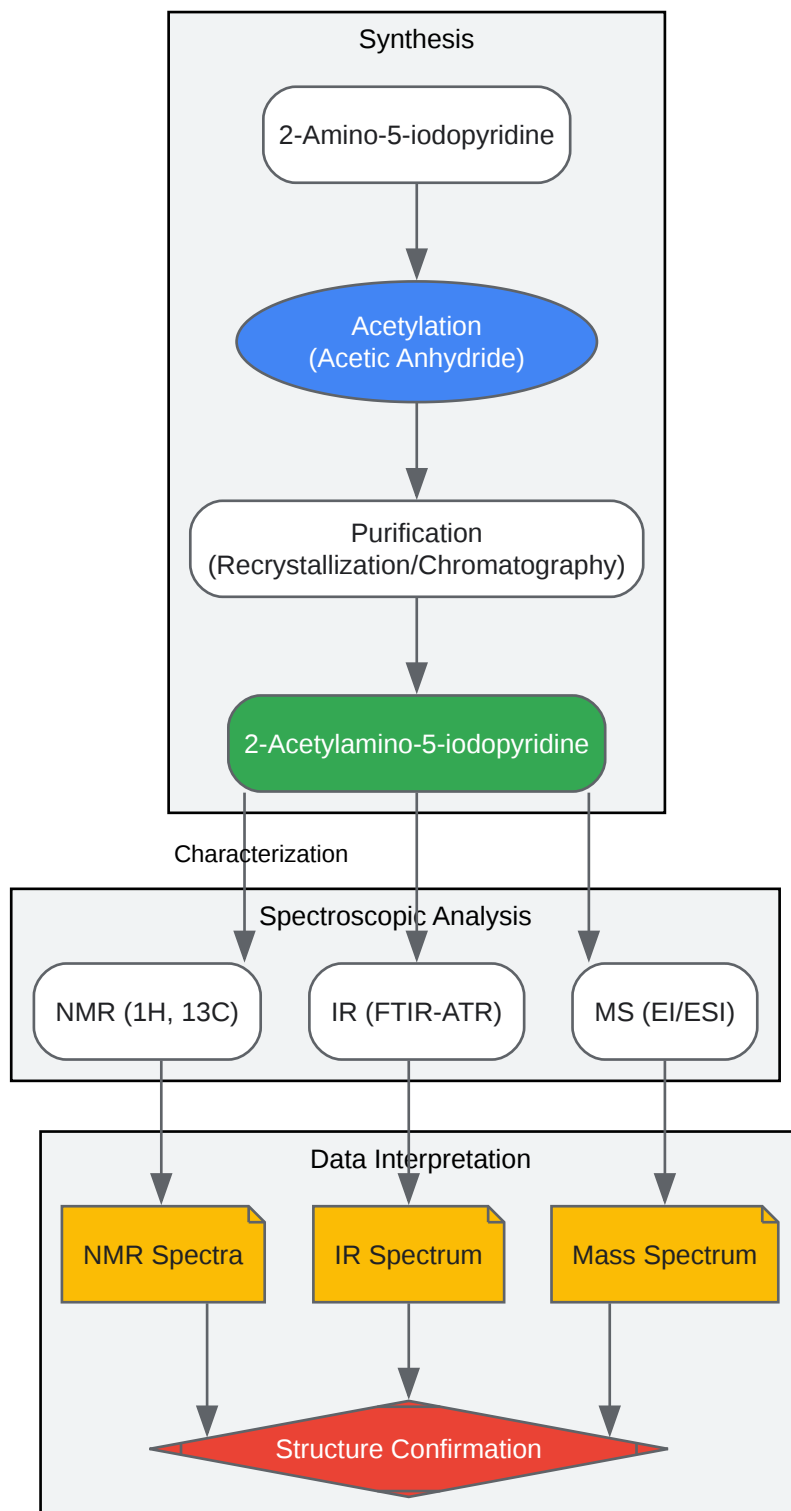 Synthesis
2-Amino-5-iodopyridine
Acetylation
(Acetic Anhydride)
Purification
(Recrystallization/Chromatography)
2-Acetylamino-5-iodopyridine
Characterization
Spectroscopic Analysis
NMR (1H, 13C)
IR (FTIR-ATR)
MS (EI/ESI)
Data Interpretation
NMR Spectra
IR Spectrum
Mass Spectrum
Structure Confirmation